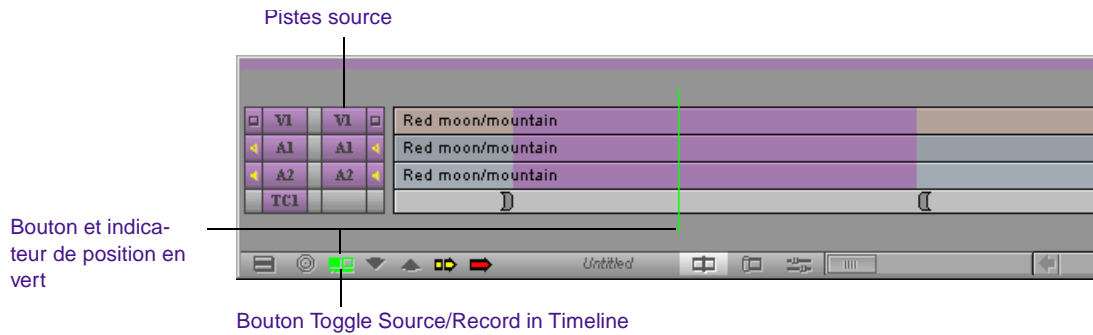 Pistes source
V1 V1 Red moon/mountain
A1 A1 Red moon/mountain
A2 A2 Red moon/mountain
TC1
Bouton et indica-
teur de position en
vert
Untitled
Bouton Toggle Source/Record in Timeline